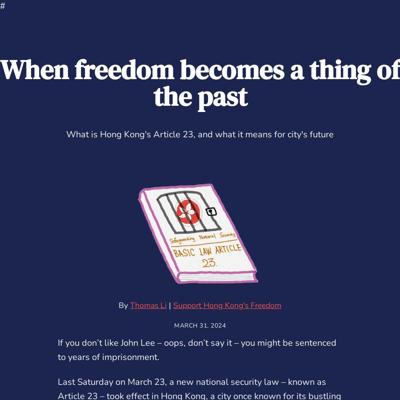 #
When freedom becomes a thing of
the past
What is Hong Kong's Article 23, and what it means for city's future
Safeguarding National Security
BASIC LAW ARTICLE
23
By Thomas Li | Support Hong Kong's Freedom
MARCH 31, 2024
If you don’t like John Lee – oops, don’t say it – you might be sentenced
to years of imprisonment.
Last Saturday on March 23, a new national security law – known as
Article 23 – took effect in Hong Kong, a city once known for its bustling